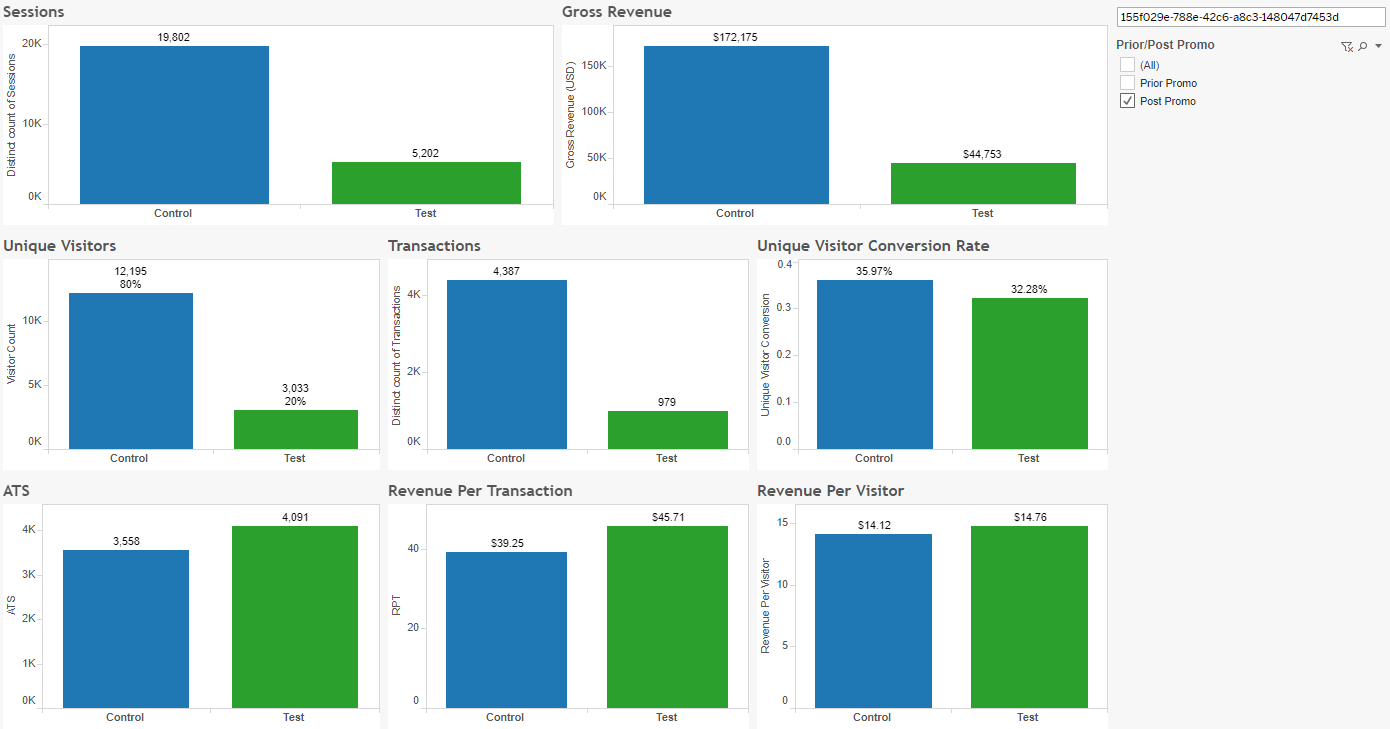 Sessions
Distinct count of Sessions
20K
10K
0K
19,802
5,202
Control
Test
Gross Revenue
Gross Revenue (USD)
150K
100K
50K
0K
$172,175
$44,753
Control
Test
155f029e-788e-42c6-a8c3-148047d7453d
Prior/Post Promo
(All)
Prior Promo
Post Promo
Unique Visitors
Visitor Count
10K
5K
0K
12,195
80%
3,033
20%
Control
Test
Transactions
Distinct count of Transactions
4K
2K
0K
4,387
979
Control
Test
Unique Visitor Conversion Rate
Unique Visitor Conversion
0.4
0.3
0.2
0.1
0.0
35.97%
32.28%
Control
Test
ATS
ATS
4K
3K
2K
1K
0K
3,558
4,091
Control
Test
Revenue Per Transaction
RPT
40
20
0
$39.25
$45.71
Control
Test
Revenue Per Visitor
Revenue Per Visitor
15
10
5
0
$14.12
$14.76
Control
Test